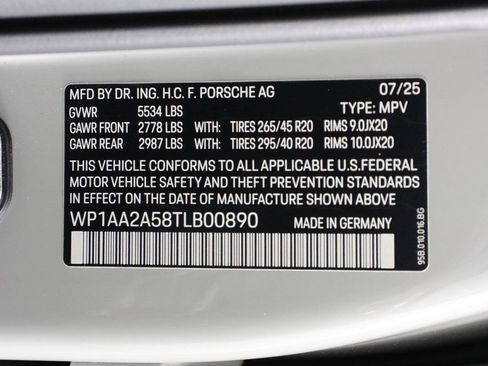 MFD BY DR. ING. H.C. F. PORSCHE AG 07/25
GVWR 5534 LBS TYPE: MPV
GAWR FRONT 2778 LBS WITH: TIRES 265/45 R20 RIMS 9.0JX20
GAWR REAR 2987 LBS WITH: TIRES 295/40 R20 RIMS 10.0JX20
THIS VEHICLE CONFORMS TO ALL APPLICABLE U.S.FEDERAL
MOTOR VEHICLE SAFETY AND THEFT PREVENTION STANDARDS
IN EFFECT ON THE DATE OF MANUFACTURE SHOWN ABOVE.
WP1AA2A58TLB00890 MADE IN GERMANY
95B.010.016.BG